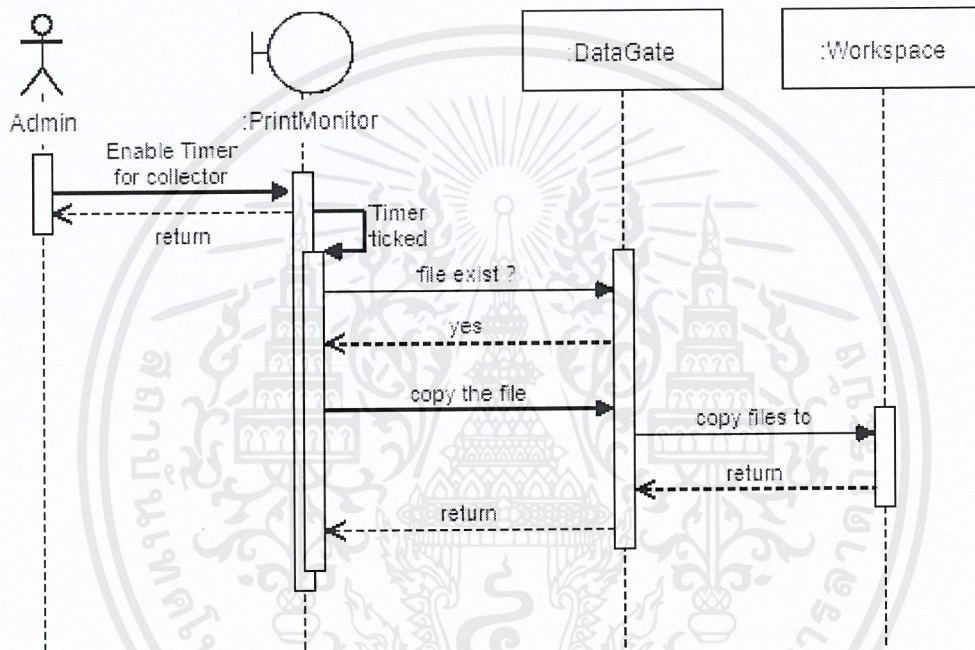 :DataGate
:Workspace
Admin
:PrintMonitor
Enable Timer
for collector
return
Timer
ticked
file exist ?
yes
copy the file
copy files to
return
return